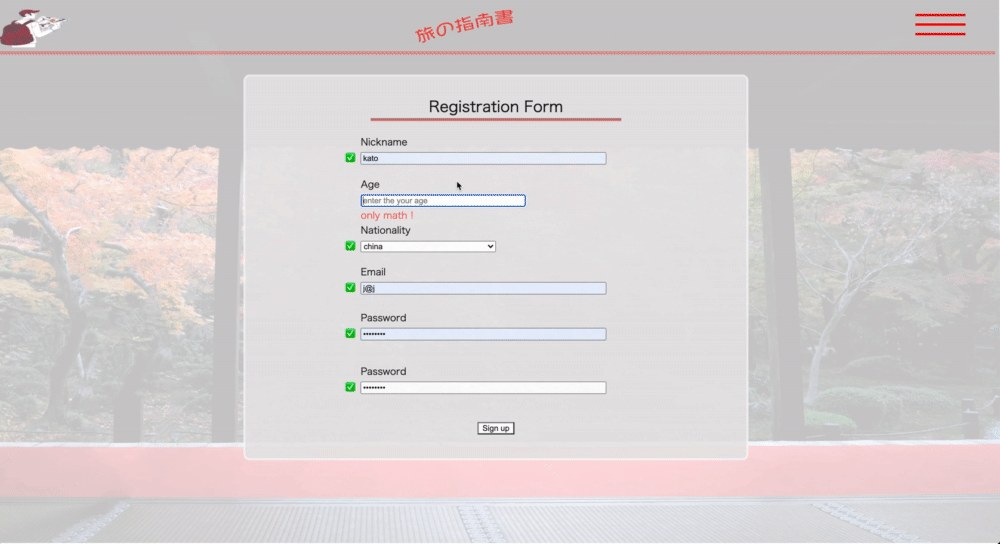 旅の指南書
Registration Form
Nickname
kato
Age
enter the your age
only math !
Nationality
china
Email
j@j
Password
••••••••
Password
••••••••
Sign up